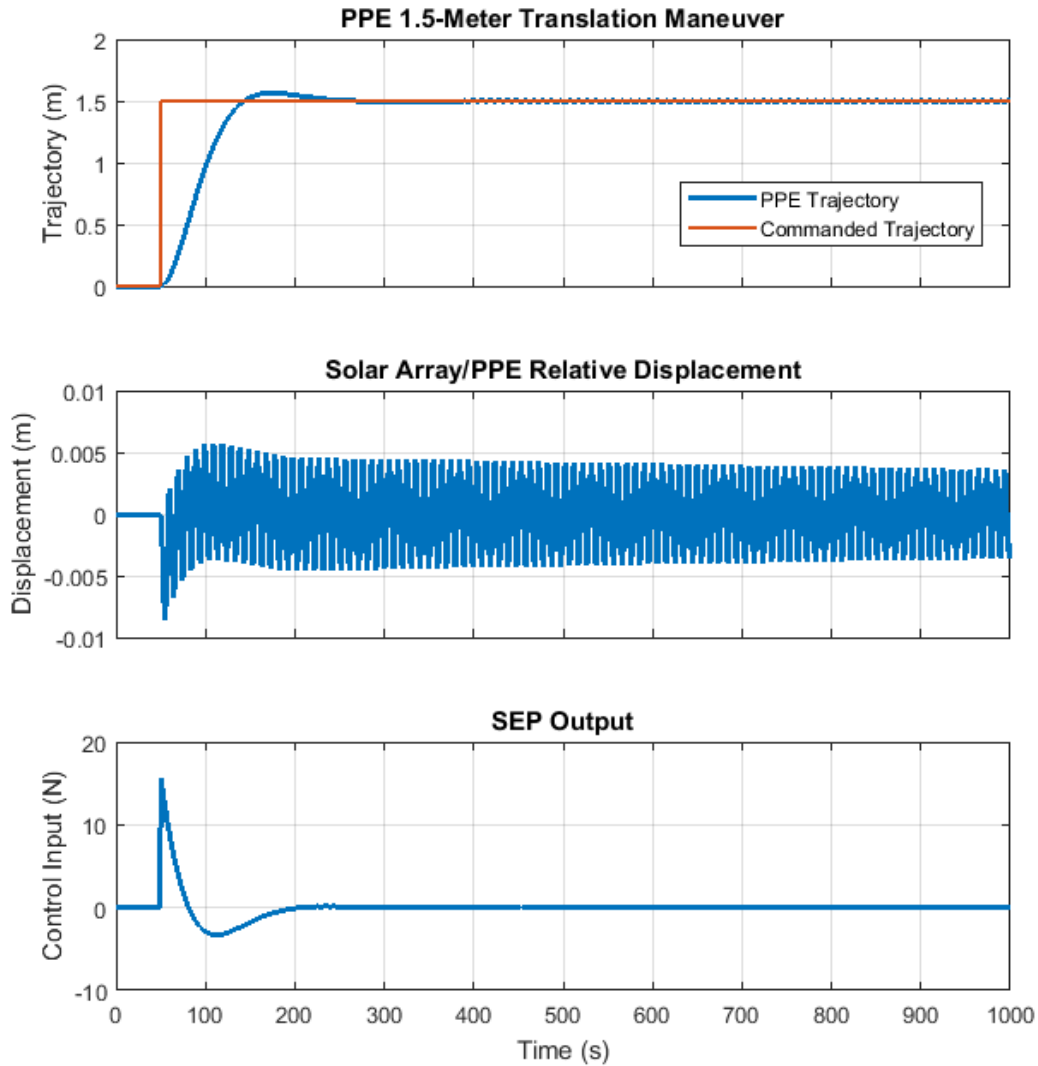 PPE 1.5-Meter Translation Maneuver
2
1.5
1
0.5
0
Trajectory (m)
PPE Trajectory
Commanded Trajectory
Solar Array/PPE Relative Displacement
0.01
0.005
0
-0.005
-0.01
Displacement (m)
SEP Output
20
10
0
-10
Control Input (N)
0 100 200 300 400 500 600 700 800 900 1000
Time (s)